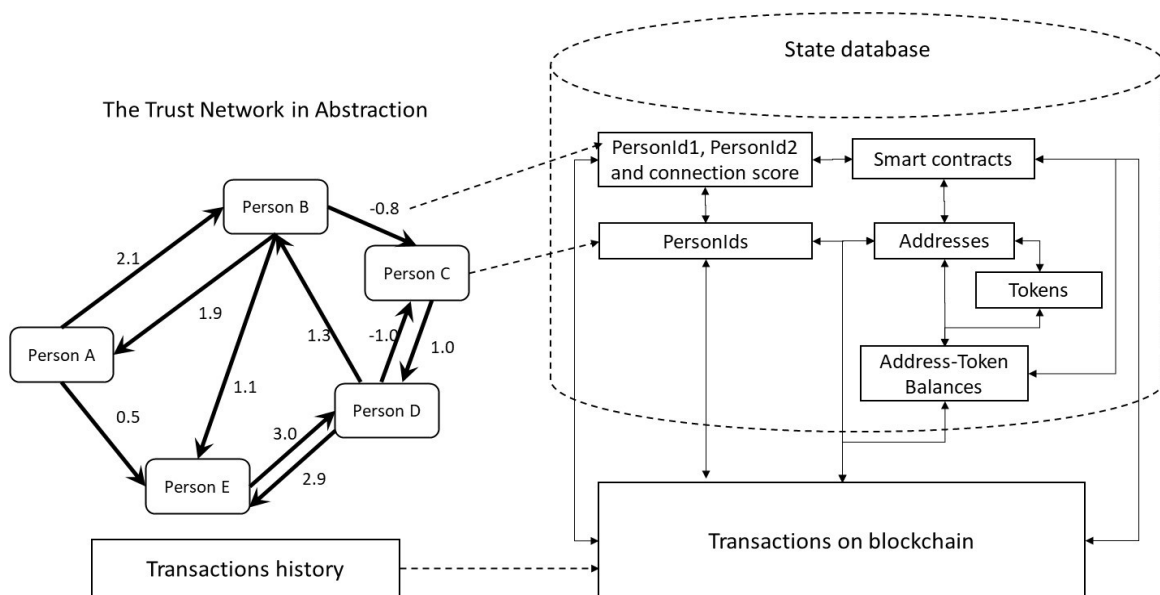 State database
The Trust Network in Abstraction
PersonId1, PersonId2
and connection score
Smart contracts
PersonIds
Addresses
Tokens
Address-Token
Balances
Person B
-0.8
Person C
2.1
1.9
1.3
-1.0
1.0
Person A
1.1
0.5
Person D
3.0
Person E
2.9
Transactions history
Transactions on blockchain